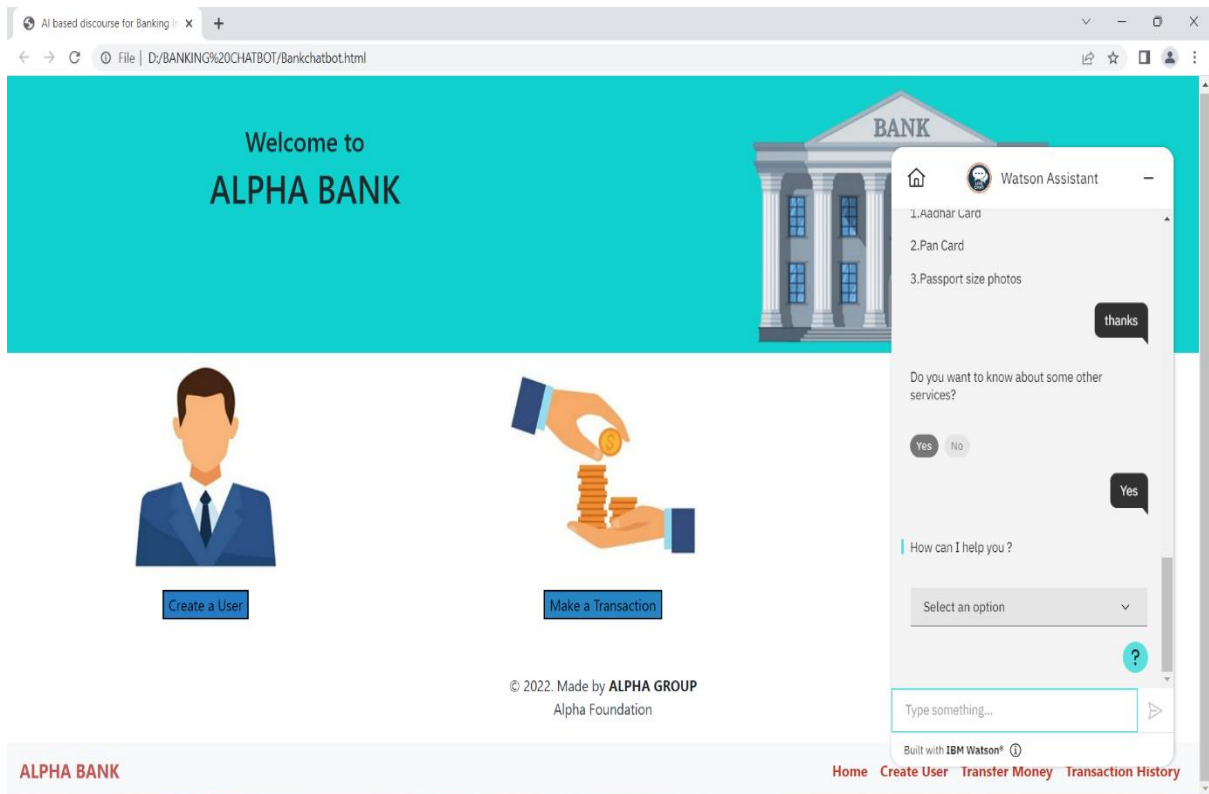 AI based discourse for Banking In
File | D:/BANKING%20CHATBOT/Bankchatbot.html
Welcome to
ALPHA BANK
BANK
Watson Assistant
1.Aadhar Card
2.Pan Card
3.Passport size photos
thanks
Do you want to know about some other
services?
Yes No
Yes
How can I help you ?
Select an option
?
Type something...
Built with IBM Watson®
Create a User
Make a Transaction
© 2022. Made by ALPHA GROUP
Alpha Foundation
ALPHA BANK
Home Create User Transfer Money Transaction History